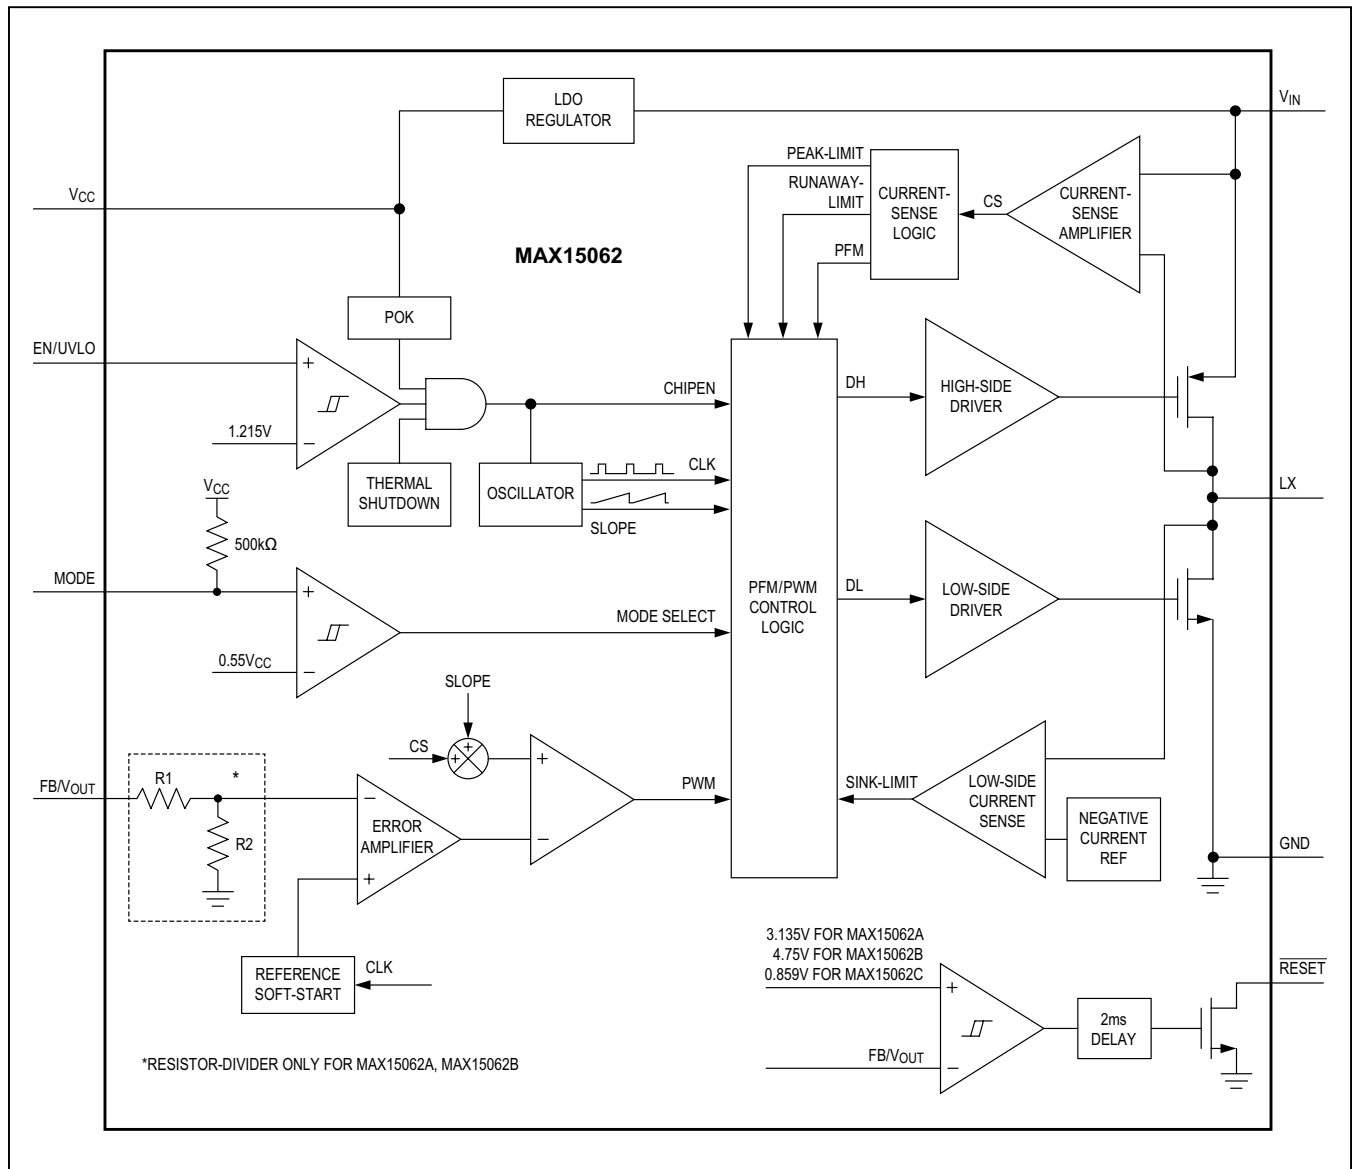 LDO
REGULATOR
VIN
PEAK-LIMIT
RUNAWAY-
LIMIT
PFM
CURRENT-
SENSE
LOGIC
CS
CURRENT-
SENSE
AMPLIFIER
VCC
MAX15062
POK
EN/UVLO
+
1.215V
−
THERMAL
SHUTDOWN
CHIPEN
OSCILLATOR
CLK
SLOPE
DH
HIGH-SIDE
DRIVER
LX
VCC
500kΩ
MODE
+
0.55VCC
−
MODE SELECT
PFM/PWM
CONTROL
LOGIC
DL
LOW-SIDE
DRIVER
SLOPE
CS
+
+
+
−
PWM
FB/VOUT
R1
*
R2
−
ERROR
AMPLIFIER
+
SINK-LIMIT
LOW-SIDE
CURRENT
SENSE
NEGATIVE
CURRENT
REF
GND
REFERENCE
SOFT-START
CLK
3.135V FOR MAX15062A
4.75V FOR MAX15062B
0.859V FOR MAX15062C
+
FB/VOUT
−
2ms
DELAY
RESET
*RESISTOR-DIVIDER ONLY FOR MAX15062A, MAX15062B